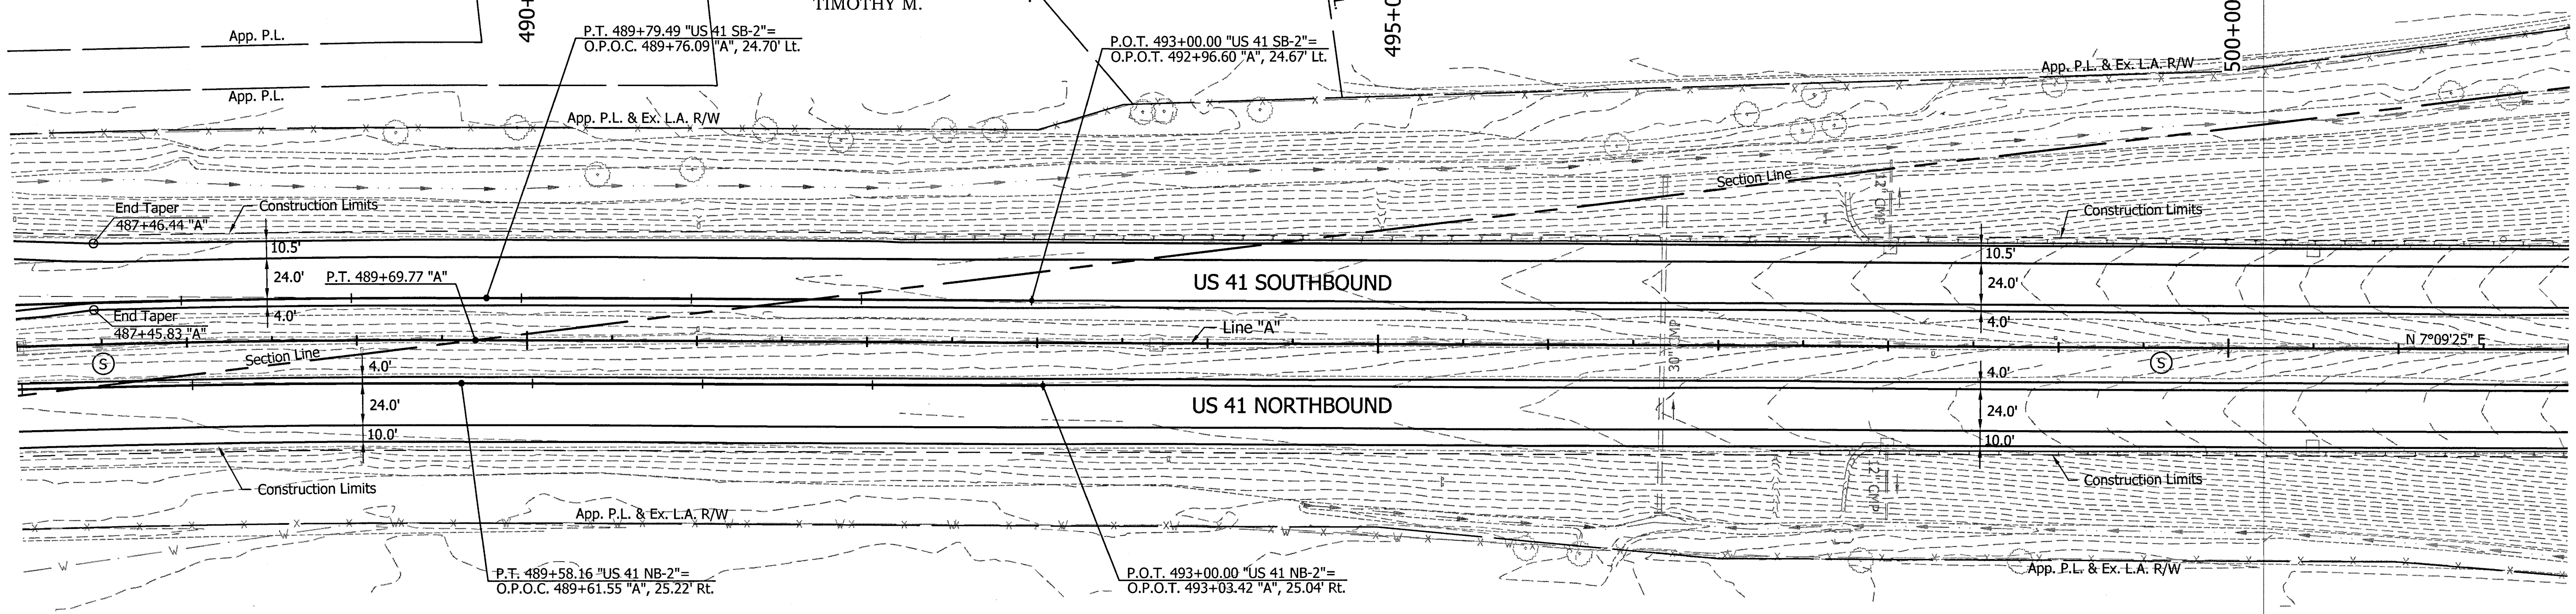 TIMOTHY M.
490+
495+0
500+00
App. P.L.
P.T. 489+79.49 "US 41 SB-2"=
O.P.O.C. 489+76.09 "A", 24.70' Lt.
P.O.T. 493+00.00 "US 41 SB-2"=
O.P.O.T. 492+96.60 "A", 24.67' Lt.
App. P.L. & Ex. L.A. R/W
App. P.L.
App. P.L. & Ex. L.A. R/W
Section Line
12" CMP
End Taper
487+46.44 "A"
Construction Limits
Construction Limits
10.5'
10.5'
24.0'
P.T. 489+69.77 "A"
US 41 SOUTHBOUND
24.0'
End Taper
487+45.83 "A"
4.0'
4.0'
Line "A"
30" CMP
N 7°09'25" E
S
Section Line
4.0'
S
4.0'
24.0'
US 41 NORTHBOUND
24.0'
10.0'
10.0'
12" CMP
Construction Limits
Construction Limits
App. P.L. & Ex. L.A. R/W
P.T. 489+58.16 "US 41 NB-2"=
O.P.O.C. 489+61.55 "A", 25.22' Rt.
P.O.T. 493+00.00 "US 41 NB-2"=
O.P.O.T. 493+03.42 "A", 25.04' Rt.
App. P.L. & Ex. L.A. R/W